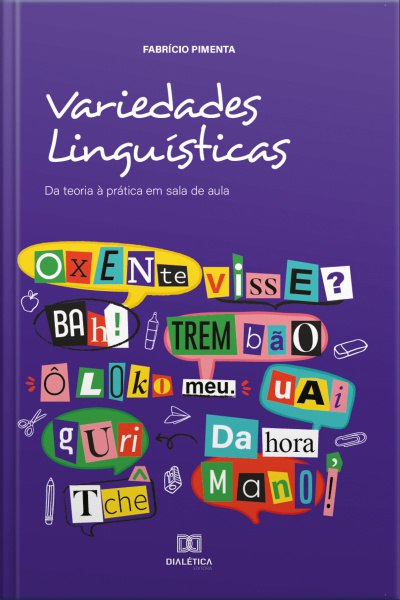 FABRÍCIO PIMENTA
Variedades
Linguísticas
Da teoria à prática em sala de aula
OXENte
VISSE?
BAh!
TREM bãO
Ô LOKO meu.
UAi
gURi
Da hora
Tchê
Mano!
DIALÉTICA
EDITORA